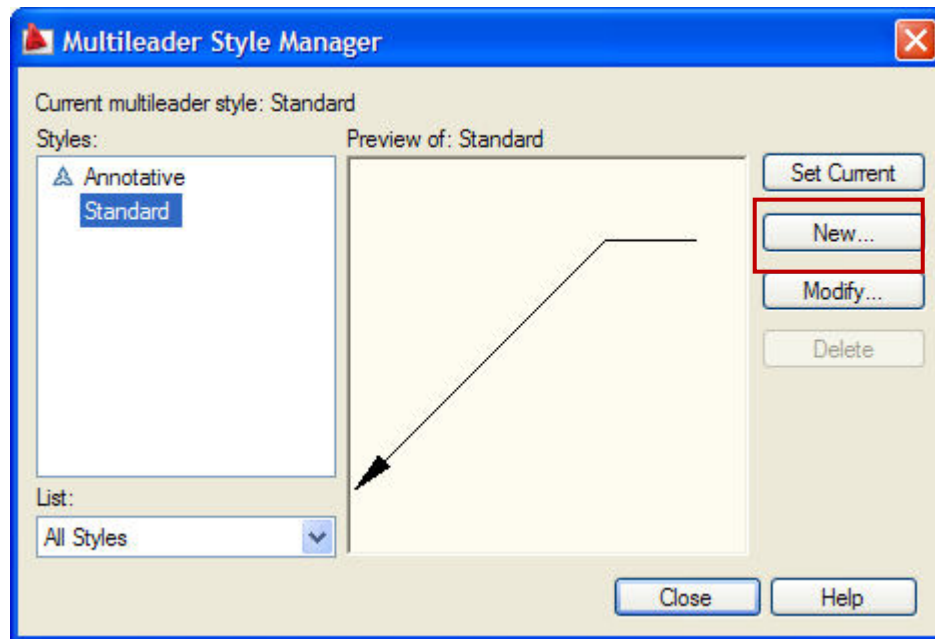 Multileader Style Manager
Current multileader style: Standard
Styles:
Preview of: Standard
Annotative
Standard
Set Current
New...
Modify...
Delete
List:
All Styles
Close
Help